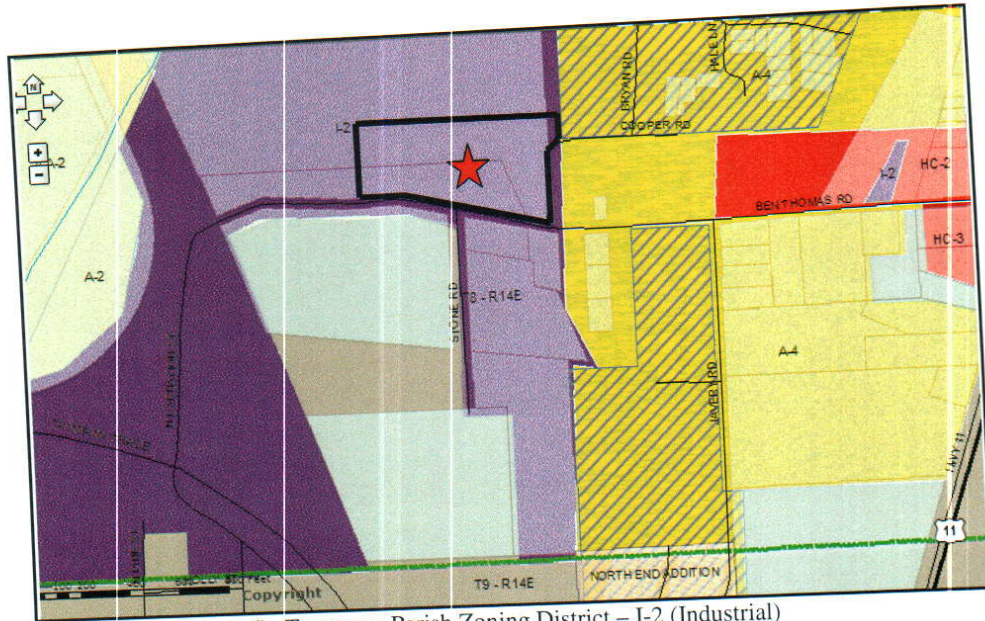 N
+
−
A-2
A-2
I-2
BRYAN RD
HALE LN
A-4
COOPER RD
I-2
HC-2
BEN THOMAS RD
HC-3
T8 - R14E
STONE RD
A-4
JAVERY RD
HWY 11
11
T9 - R14E
NORTH END ADDITION
Copyright
Parish Zoning District – I-2 (Industrial)